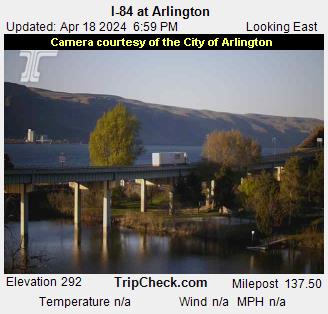 I-84 at Arlington
Updated: Apr 18 2024 6:59 PM Looking East
Camera courtesy of the City of Arlington
Elevation 292 TripCheck.com Milepost 137.50
Temperature n/a Wind n/a MPH n/a